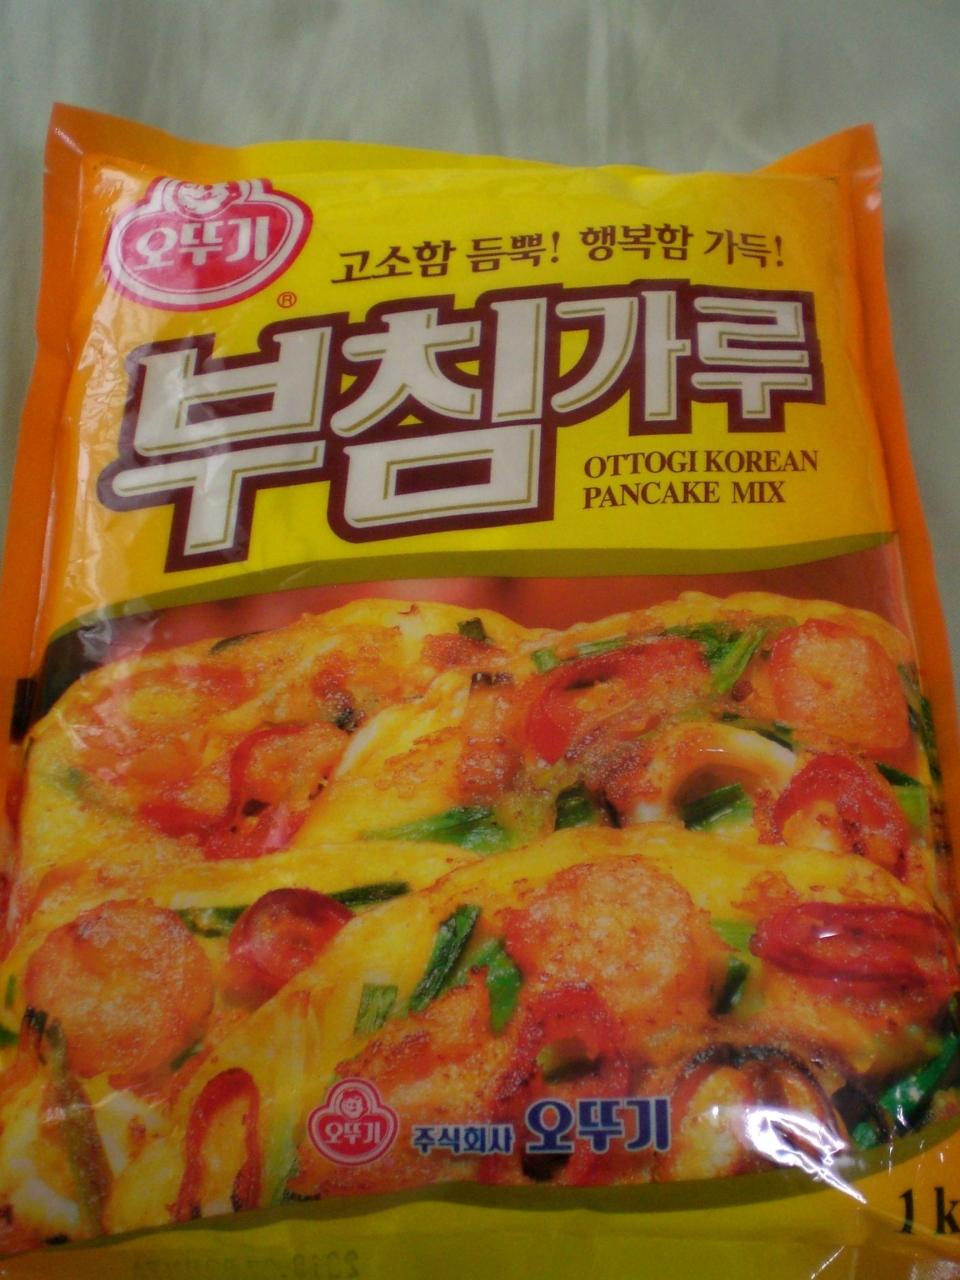 오뚜기
®
고소함 듬뿍! 행복함 가득!
부침가루
OTTOGI KOREAN
PANCAKE MIX
오뚜기
주식회사 오뚜기
1 k